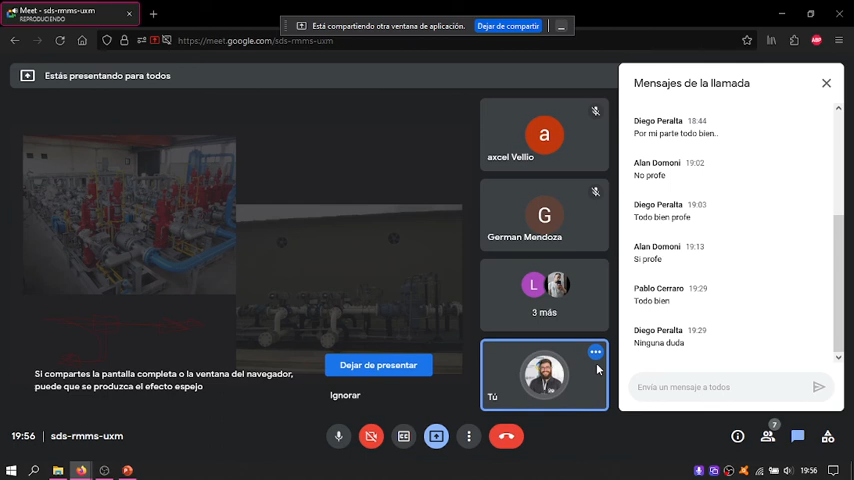 Meet - sds-rmms-uxm
REPRODUCIENDO
Está compartiendo otra ventana de aplicación.
Dejar de compartir
https://meet.google.com/sds-rmms-uxm
ABP
Estás presentando para todos
Mensajes de la llamada
a
axcel Vellio
G
German Mendoza
L
3 más
Tú
Diego Peralta 18:44
Por mi parte todo bien..
Alan Domoni 19:02
No profe
Diego Peralta 19:03
Todo bien profe
Alan Domoni 19:13
Si profe
Pablo Cerraro 19:29
Todo bien
Diego Peralta 19:29
Ninguna duda
Envía un mensaje a todos
Si compartes la pantalla completa o la ventana del navegador,
puede que se produzca el efecto espejo
Dejar de presentar
Ignorar
19:56 sds-rmms-uxm
7
19:56